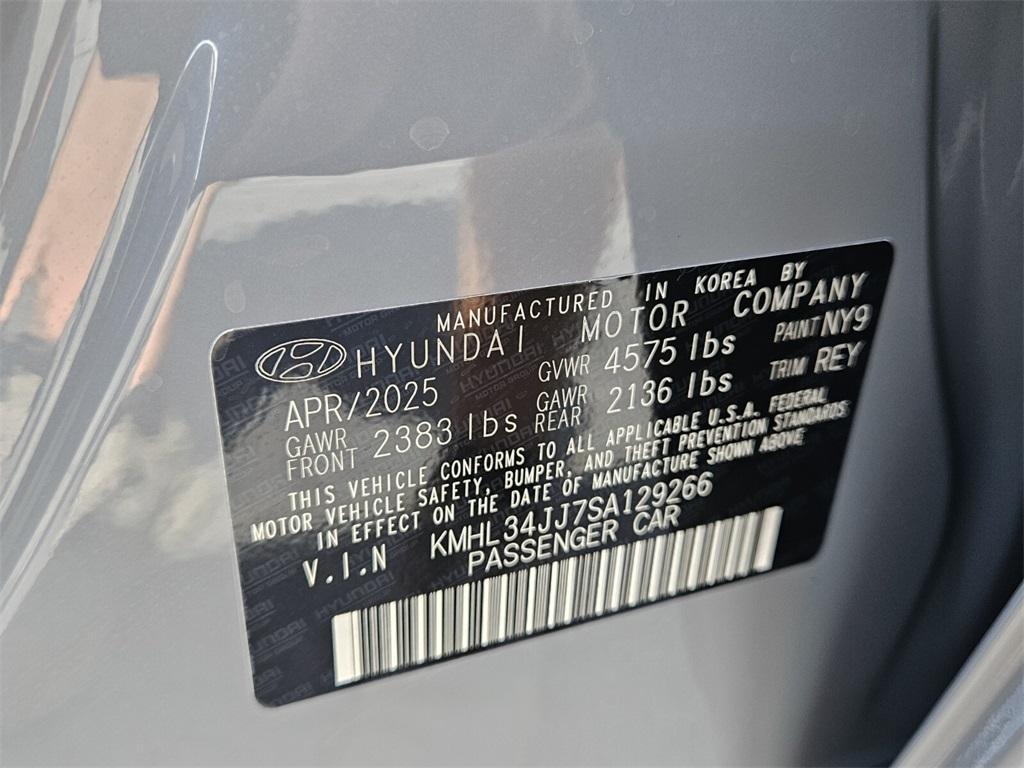 MANUFACTURED IN KOREA BY
HYUNDAI MOTOR COMPANY
APR/2025 GVWR 4575 lbs PAINT NY9
GAWR FRONT 2383 lbs GAWR REAR 2136 lbs TRIM REY
THIS VEHICLE CONFORMS TO ALL APPLICABLE U.S.A. FEDERAL
MOTOR VEHICLE SAFETY, BUMPER, AND THEFT PREVENTION STANDARDS
IN EFFECT ON THE DATE OF MANUFACTURE SHOWN ABOVE
V.I.N KMHL34JJ7SA129266
PASSENGER CAR